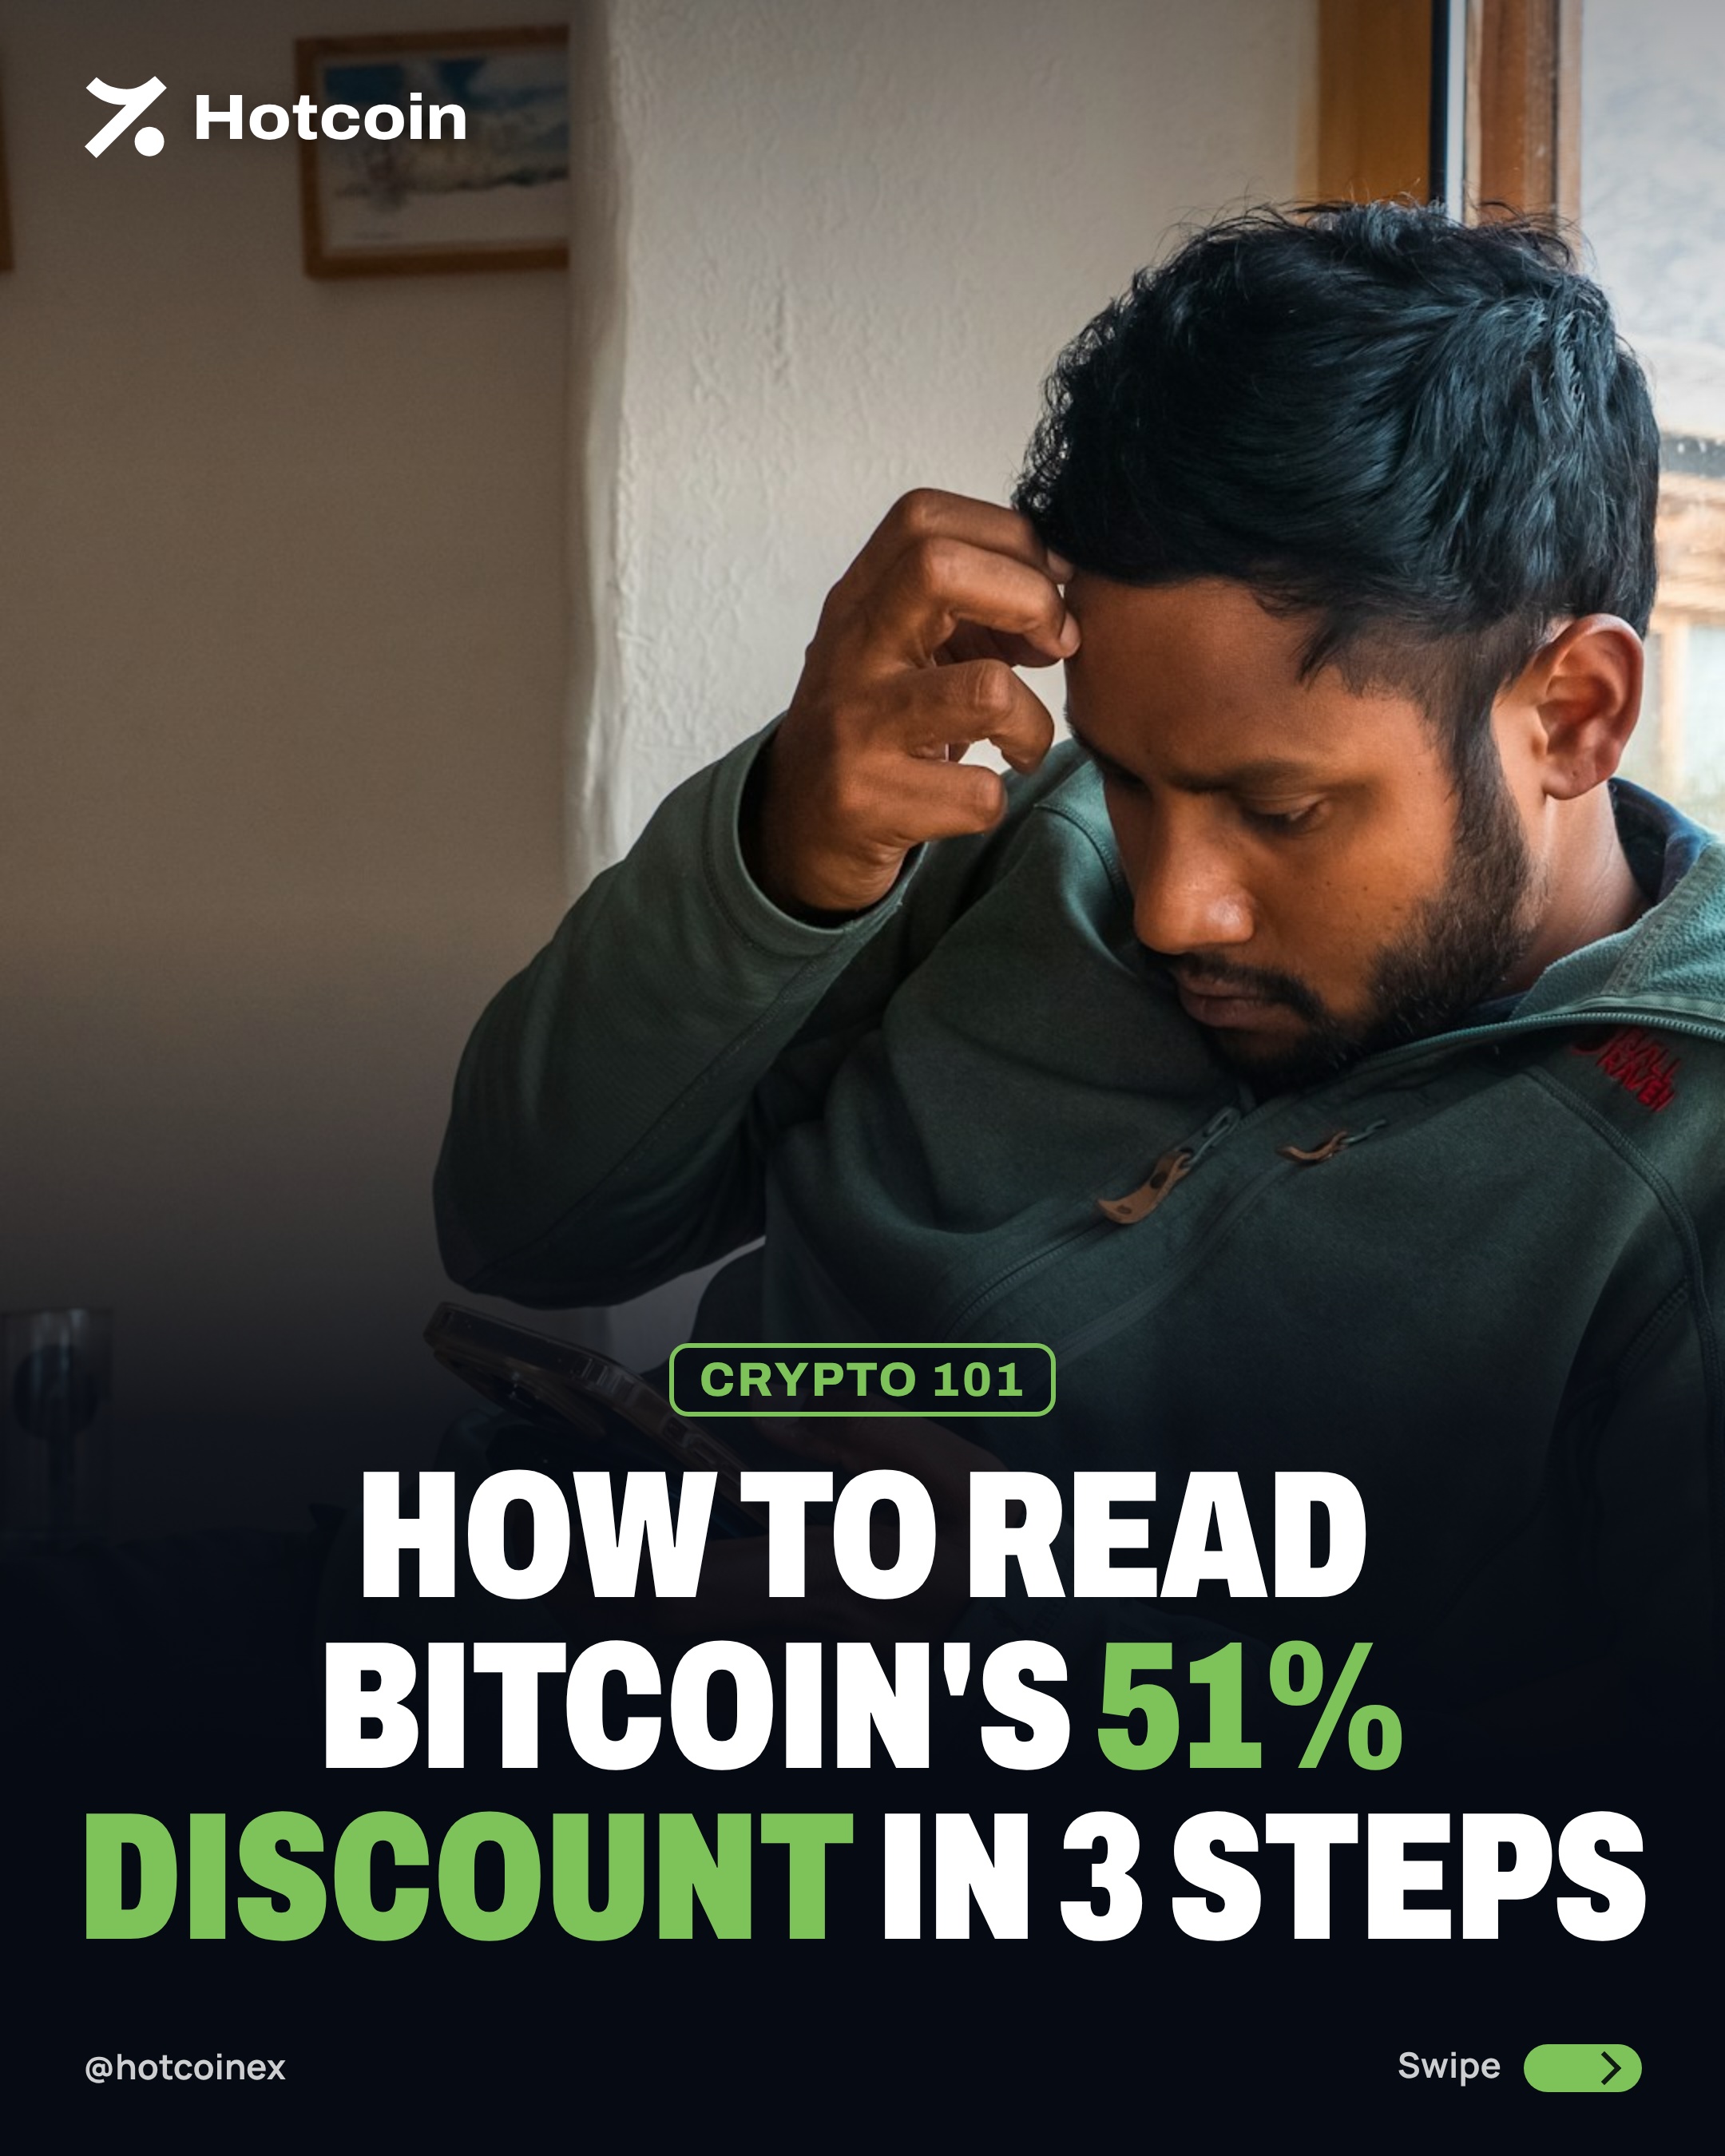 Hotcoin
CRYPTO 101
HOW TO READ
BITCOIN'S 51%
DISCOUNT IN 3 STEPS
@hotcoinex
Swipe